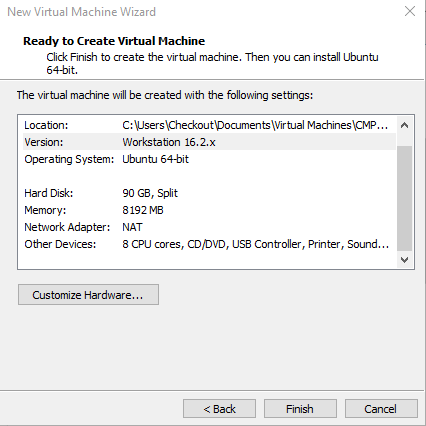 New Virtual Machine Wizard
Ready to Create Virtual Machine
Click Finish to create the virtual machine. Then you can install Ubuntu
64-bit.
The virtual machine will be created with the following settings:
Location: C:\Users\Checkout\Documents\Virtual Machines\CMP...
Version: Workstation 16.2.x
Operating System: Ubuntu 64-bit
Hard Disk: 90 GB, Split
Memory: 8192 MB
Network Adapter: NAT
Other Devices: 8 CPU cores, CD/DVD, USB Controller, Printer, Sound...
Customize Hardware...
< Back Finish Cancel